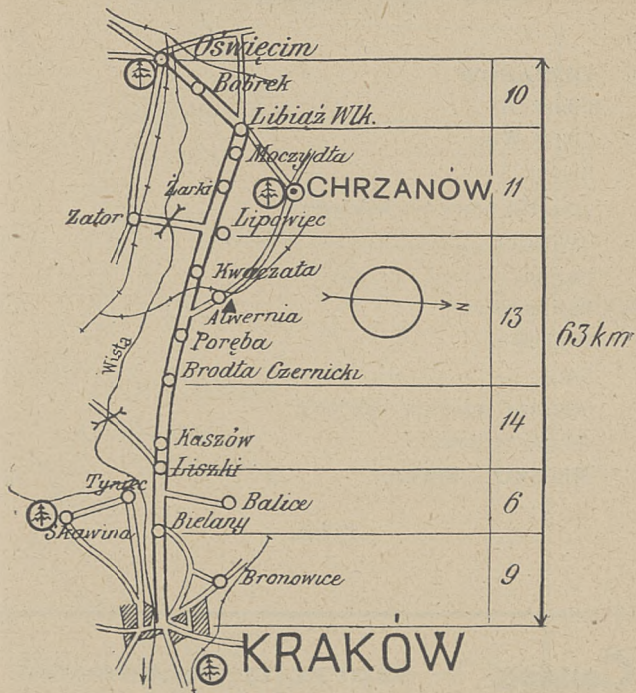 Oświęcim
Bobrek
10
Libiąż Wlk.
Moczydła
Żarki
CHRZANÓW
11
Zator
Lipowiec
Kwaczała
Alwernia
N
13
63 km
Poręba
Wisła
Brodła Czernicki
14
Kaszów
Liszki
Tyniec
Balice
6
Skawina
Bielany
Bronowice
9
KRAKÓW